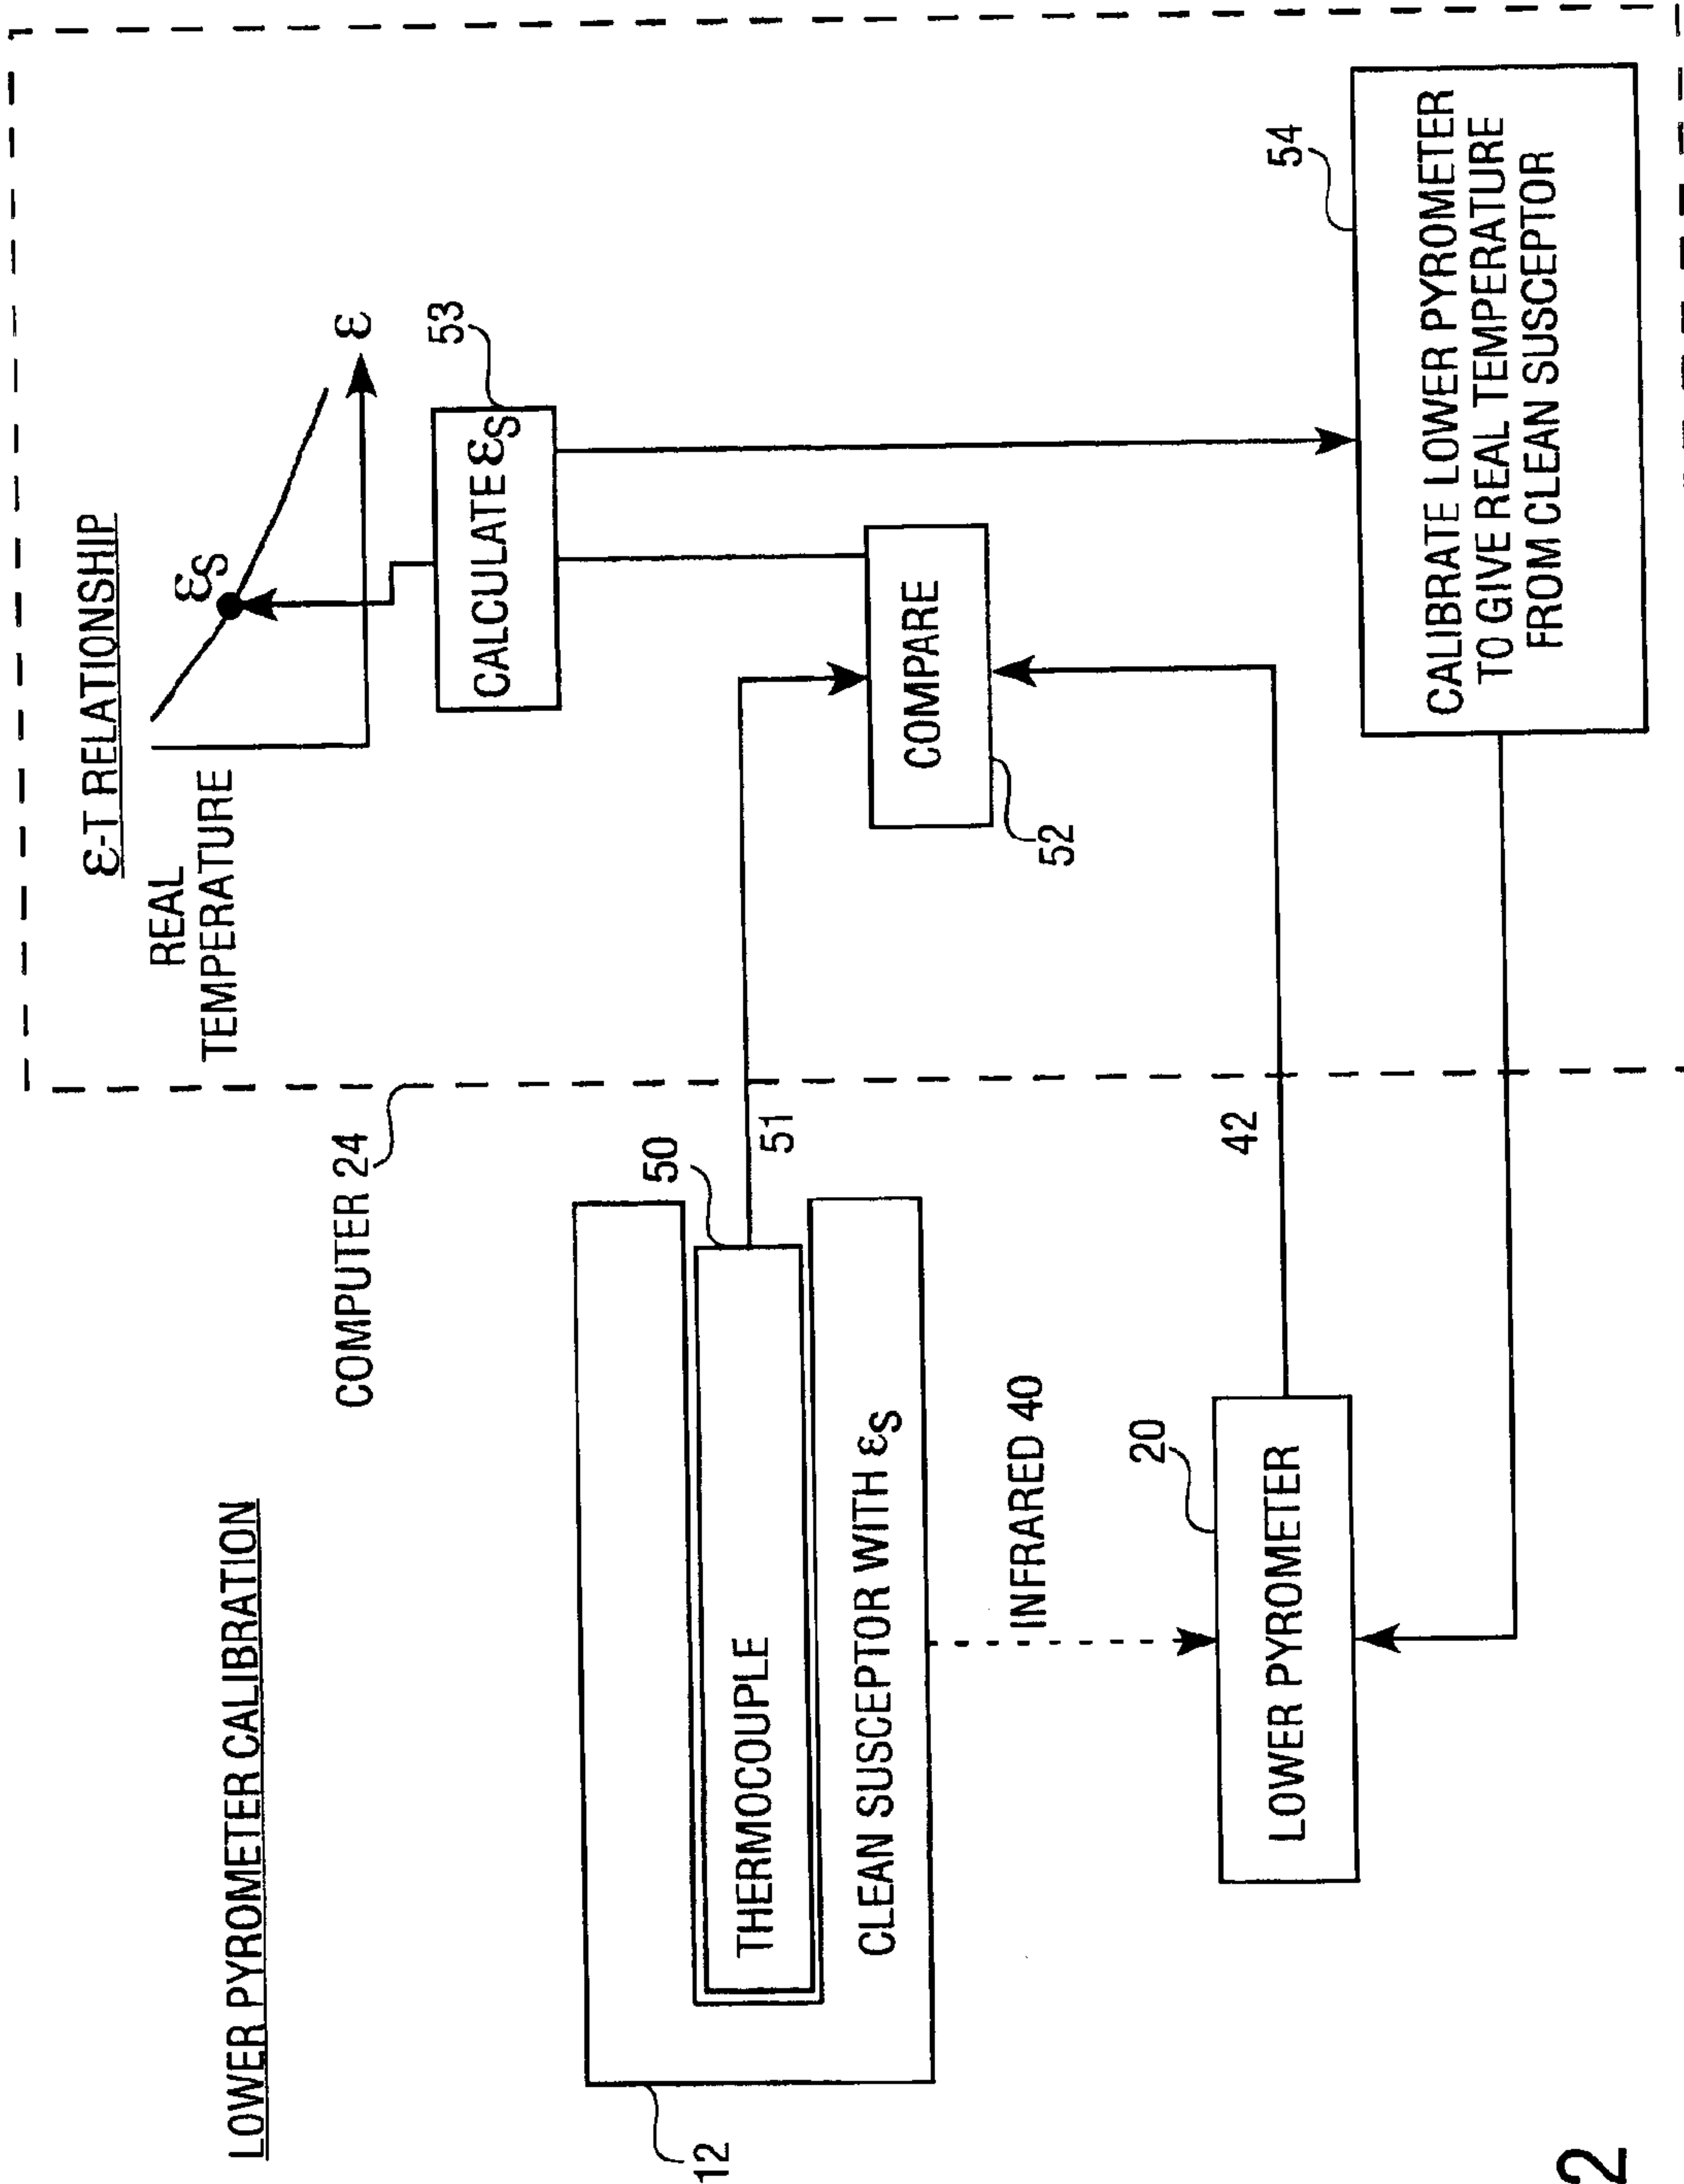 LOWER PYROMETER CALIBRATION
COMPUTER 24
ε-T RELATIONSHIP
REAL
TEMPERATURE
εS
ε
53
CALCULATE εS
12
50
THERMOCOUPLE
51
CLEAN SUSCEPTOR WITH εS
COMPARE
52
INFRARED 40
42
20
LOWER PYROMETER
54
CALIBRATE LOWER PYROMETER
TO GIVE REAL TEMPERATURE
FROM CLEAN SUSCEPTOR
2